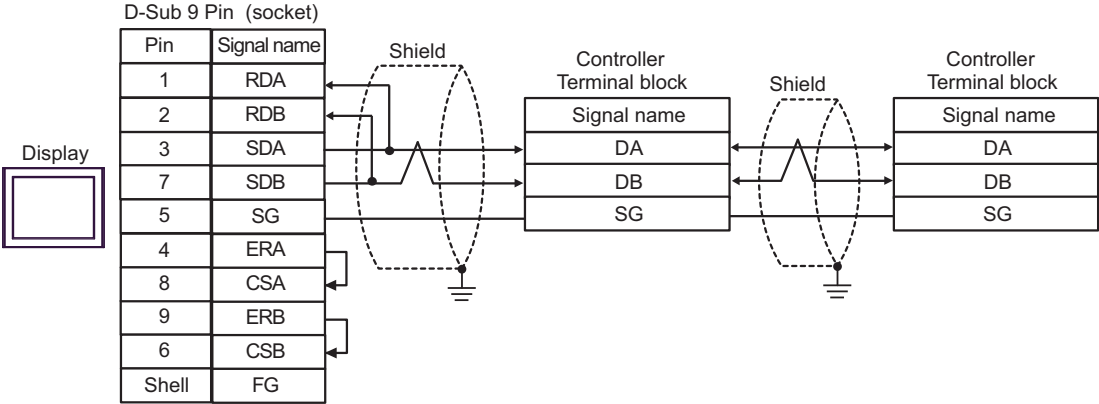 D-Sub 9 Pin (socket)
Pin Signal name
1 RDA
2 RDB
3 SDA
7 SDB
5 SG
4 ERA
8 CSA
9 ERB
6 CSB
Shell FG
Display
Shield
Controller
Terminal block
Signal name
DA
DB
SG
Shield
Controller
Terminal block
Signal name
DA
DB
SG